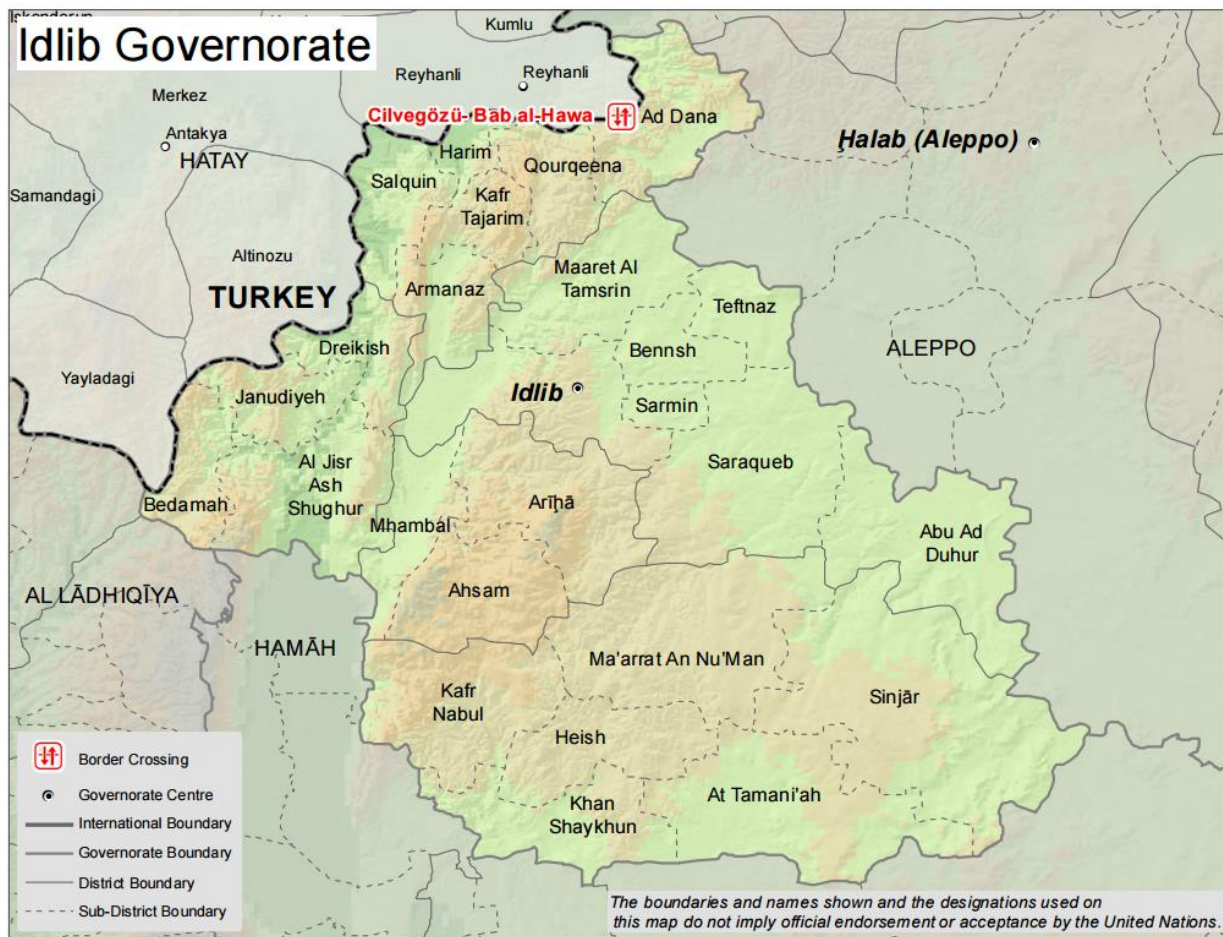 Idlib Governorate
Kumlu
Reyhanli
Reyhanli
Merkez
Cilvegözü- Bab al-Hawa
Ad Dana
Antakya
HATAY
Ḩalab (Aleppo)
Harim
Qourqeena
Salquin
Samandagi
Kafr
Tajarim
Altinozu
Maaret Al
Tamsrin
Armanaz
TURKEY
Teftnaz
Dreikish
Bennsh
ALEPPO
Yayladagi
Janudiyeh
Idlib
Sarmin
Al Jisr
Ash
Shughur
Saraqueb
Bedamah
Arīḩā
Mhambal
Abu Ad
Duhur
Ahsam
AL LĀDHIQĪYA
HAMĀH
Ma'arrat An Nu'Man
Kafr
Nabul
Sinjār
Heish
At Tamani'ah
Khan
Shaykhun
Border Crossing
Governorate Centre
International Boundary
Governorate Boundary
District Boundary
Sub-District Boundary
The boundaries and names shown and the designations used on
this map do not imply official endorsement or acceptance by the United Nations.